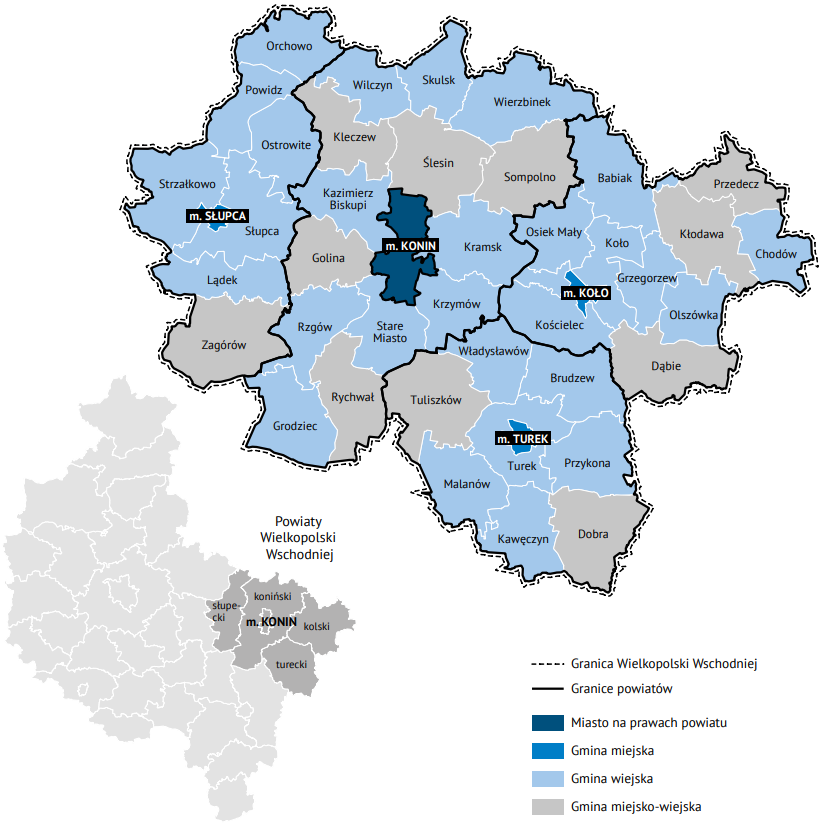 Orchowo
Powidz
Wilczyn
Skulsk
Wierzbinek
Ostrowite
Kleczew
Ślesin
Sompolno
Babiak
Przedecz
Strzałkowo
Kazimierz
Biskupi
m. SŁUPCA
Słupca
m. KONIN
Kramsk
Osiek Mały
Koło
Kłodawa
Chodów
Golina
Lądek
Grzegorzew
m. KOŁO
Krzymów
Olszówka
Rzgów
Stare
Miasto
Kościelec
Zagórów
Władysławów
Dąbie
Brudzew
Rychwał
Tuliszków
Grodziec
m. TUREK
Turek
Przykona
Malanów
Kawęczyn
Dobra
Powiaty
Wielkopolski
Wschodniej
słupe-
cki
koniński
m. KONIN
kolski
turecki
Granica Wielkopolski Wschodniej
Granice powiatów
Miasto na prawach powiatu
Gmina miejska
Gmina wiejska
Gmina miejsko-wiejska